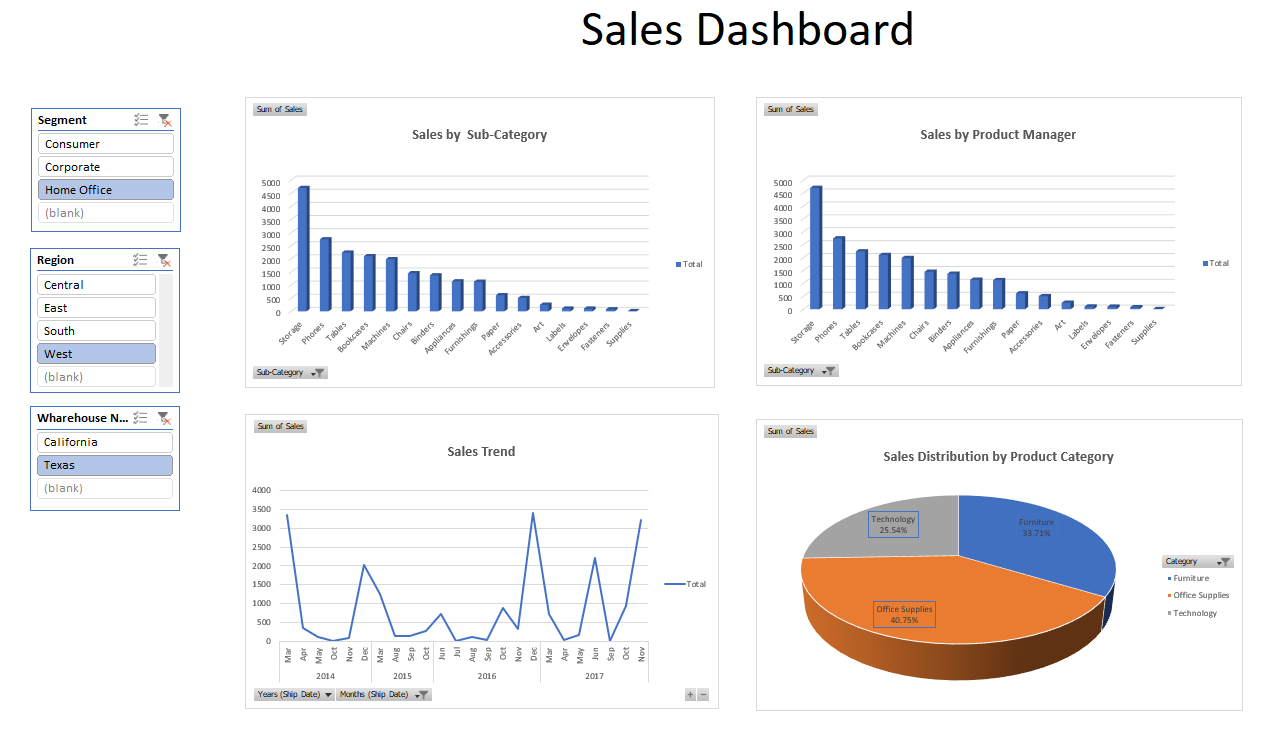 Sales Dashboard
Segment
Consumer
Corporate
Home Office
(blank)
Region
Central
East
South
West
(blank)
Wharehouse N...
California
Texas
(blank)
Sum of Sales
Sales by  Sub-Category
5000
4500
4000
3500
3000
2500
2000
1500
1000
500
0
Storage
Phones
Tables
Bookcases
Machines
Chairs
Binders
Appliances
Furnishings
Paper
Accessories
Art
Labels
Envelopes
Fasteners
Supplies
Total
Sub-Category
Sum of Sales
Sales by Product Manager
5000
4500
4000
3500
3000
2500
2000
1500
1000
500
0
Storage
Phones
Tables
Bookcases
Machines
Chairs
Binders
Appliances
Furnishings
Paper
Accessories
Art
Labels
Envelopes
Fasteners
Supplies
Total
Sub-Category
Sum of Sales
Sales Trend
4000
3500
3000
2500
2000
1500
1000
500
0
Mar
Apr
May
Oct
Nov
Dec
Mar
Aug
Sep
Oct
Jun
Jul
Aug
Sep
Oct
Nov
Dec
Mar
Apr
May
Jun
Sep
Oct
Nov
2014
2015
2016
2017
Total
Years (Ship Date)
Months (Ship Date)
+ −
Sum of Sales
Sales Distribution by Product Category
Technology
25.54%
Furniture
33.71%
Office Supplies
40.75%
Category
Furniture
Office Supplies
Technology